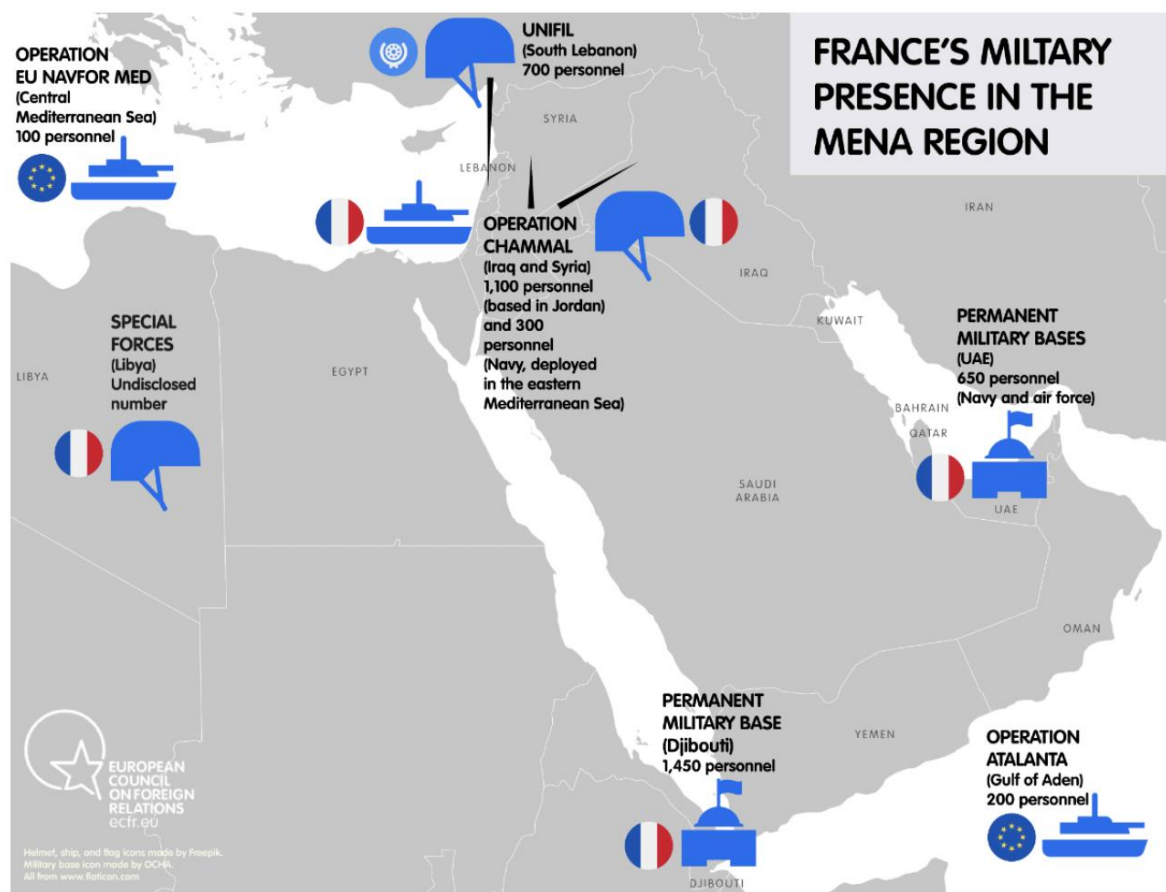 FRANCE'S MILTARY
PRESENCE IN THE
MENA REGION
OPERATION
EU NAVFOR MED
(Central
Mediterranean Sea)
100 personnel
UNIFIL
(South Lebanon)
700 personnel
SYRIA
LEBANON
IRAN
OPERATION
CHAMMAL
(Iraq and Syria)
1,100 personnel
(based in Jordan)
and 300
personnel
(Navy, deployed
in the eastern
Mediterranean Sea)
IRAQ
KUWAIT
SPECIAL
FORCES
(Libya)
Undisclosed
number
LIBYA
EGYPT
PERMANENT
MILITARY BASES
(UAE)
650 personnel
(Navy and air force)
BAHRAIN
QATAR
UAE
SAUDI
ARABIA
OMAN
PERMANENT
MILITARY BASE
(Djibouti)
1,450 personnel
YEMEN
DJIBOUTI
OPERATION
ATALANTA
(Gulf of Aden)
200 personnel
EUROPEAN
COUNCIL
ON FOREIGN
RELATIONS
ecfr.eu
Helmet, ship, and flag icons made by Freepik.
Military base icon made by OCHA.
All from www.flaticon.com